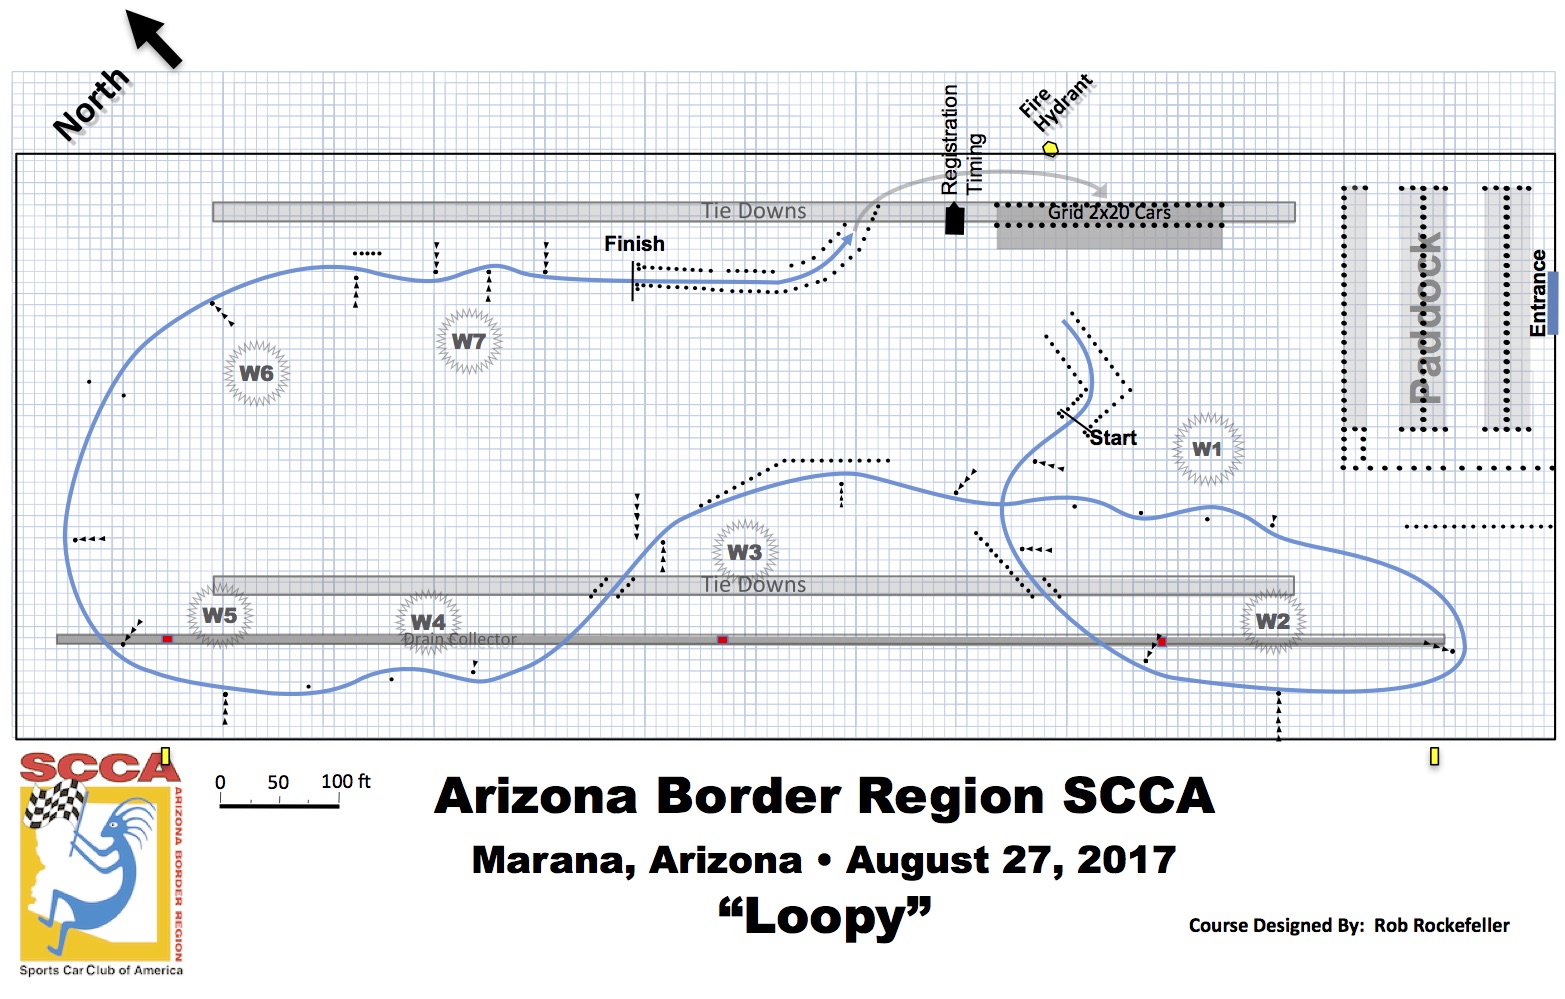 North
Fire
Hydrant
Registration
Timing
Tie Downs
Grid 2x20 Cars
Finish
Paddock
Entrance
W7
W6
Start
W1
W3
Tie Downs
W5
W4
W2
Drain Collector
SCCA
ARIZONA BORDER REGION
Sports Car Club of America
0 50 100 ft
Arizona Border Region SCCA
Marana, Arizona • August 27, 2017
“Loopy”
Course Designed By: Rob Rockefeller